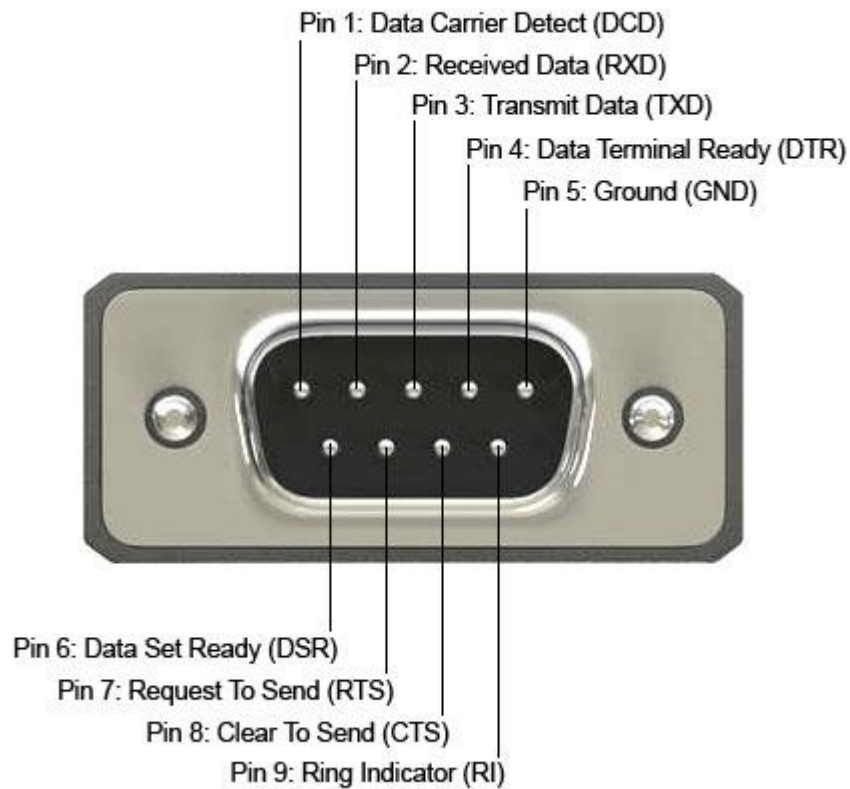 Pin 1: Data Carrier Detect (DCD)
Pin 2: Received Data (RXD)
Pin 3: Transmit Data (TXD)
Pin 4: Data Terminal Ready (DTR)
Pin 5: Ground (GND)
Pin 6: Data Set Ready (DSR)
Pin 7: Request To Send (RTS)
Pin 8: Clear To Send (CTS)
Pin 9: Ring Indicator (RI)